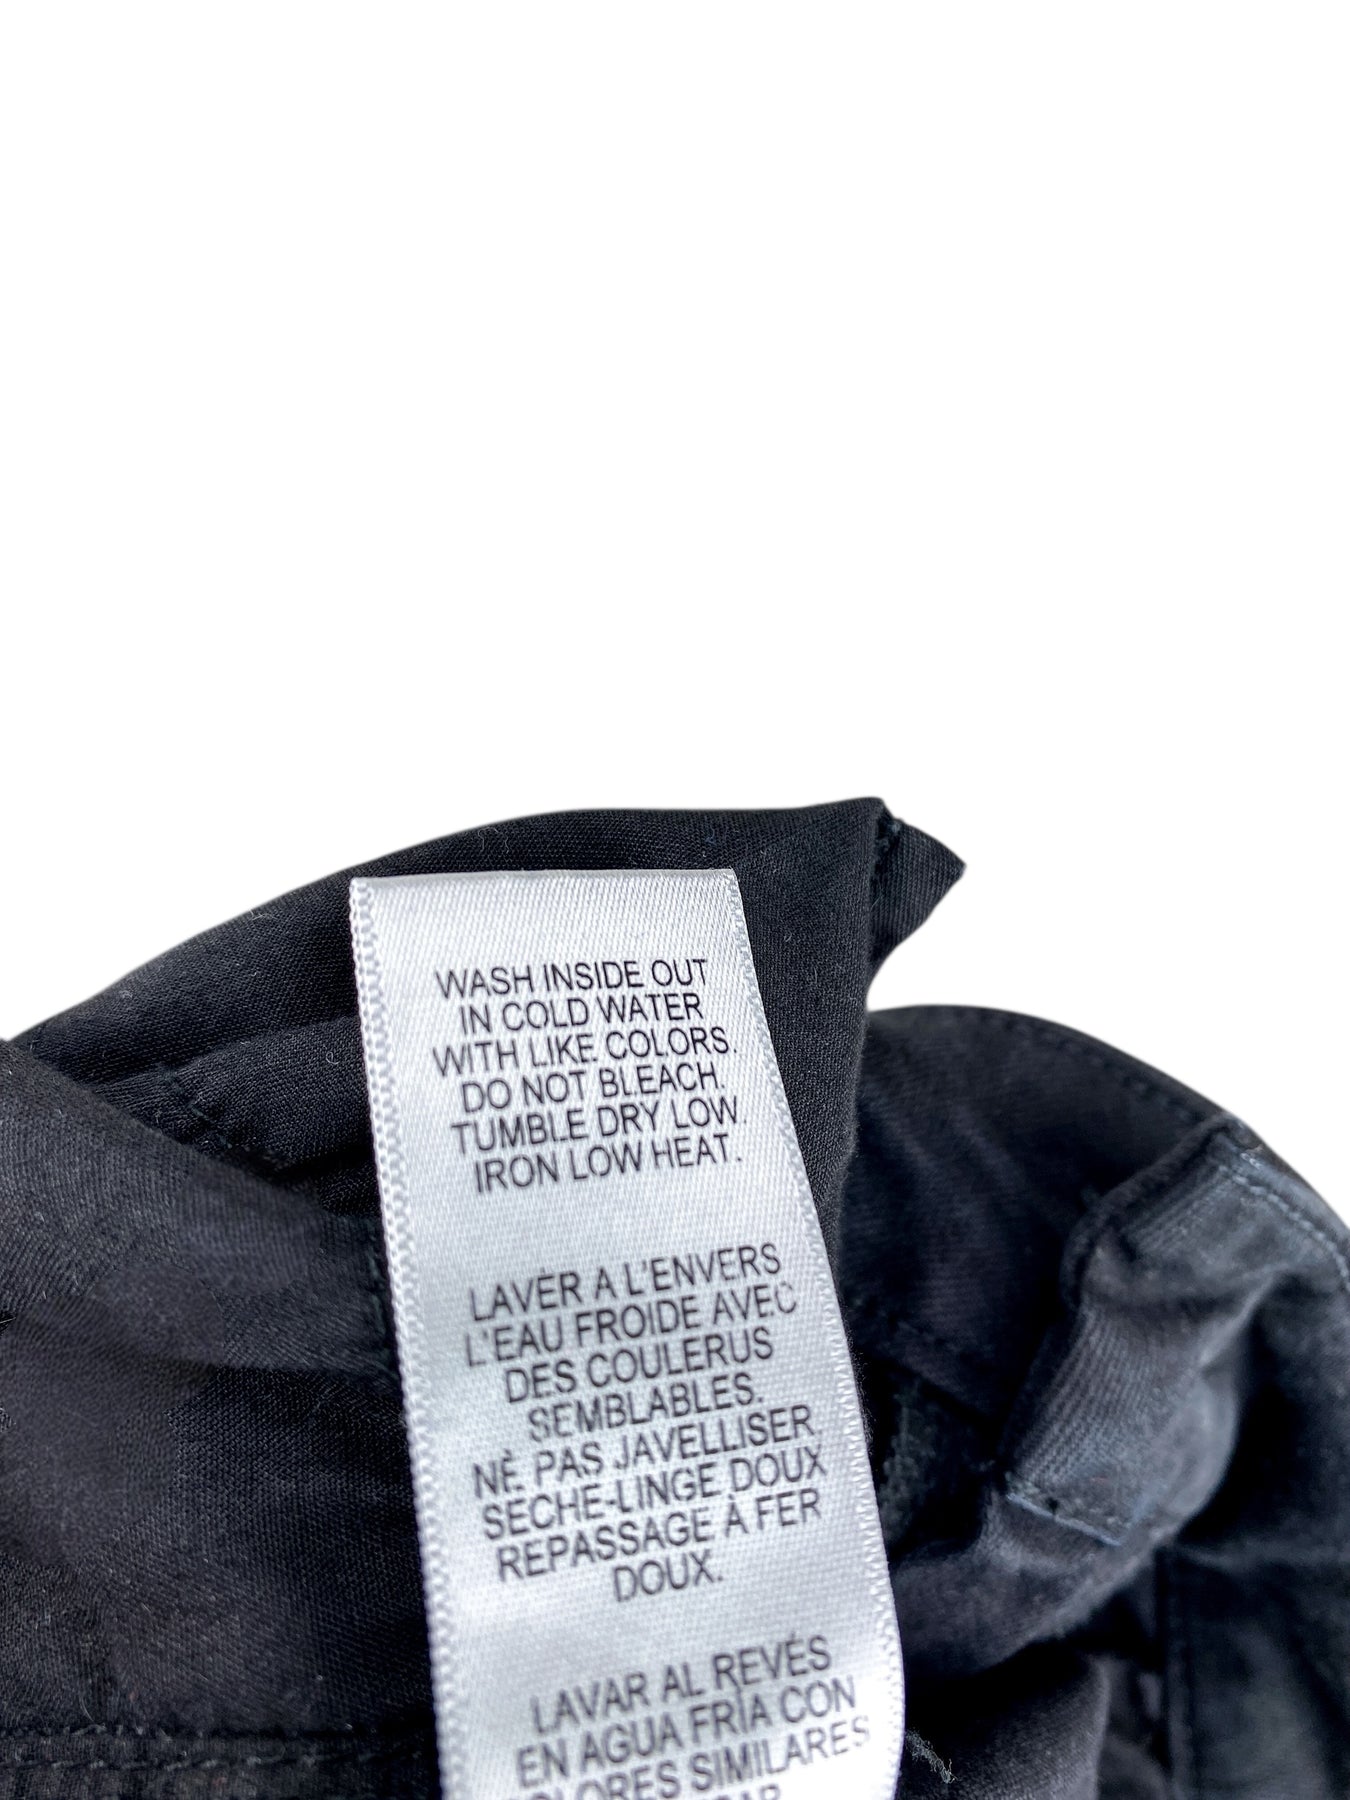 WASH INSIDE OUT
IN COLD WATER
WITH LIKE COLORS.
DO NOT BLEACH.
TUMBLE DRY LOW.
IRON LOW HEAT.
LAVER A L'ENVERS
L'EAU FROIDE AVEC
DES COULERUS
SEMBLABLES.
NE PAS JAVELLISER
SECHE-LINGE DOUX
REPASSAGE À FER
DOUX.
LAVAR AL REVÉS
EN AGUA FRÍA CON
SIMILARES